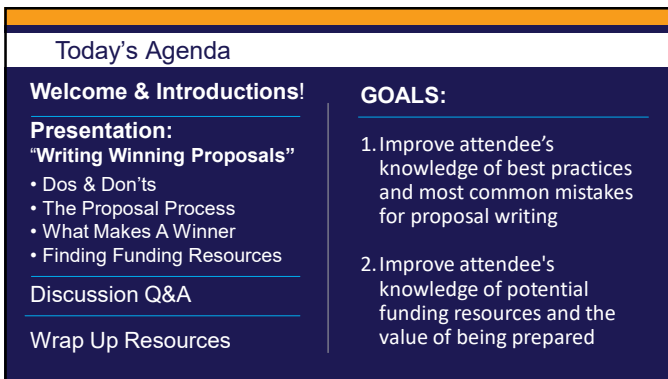 Today’s Agenda
Welcome & Introductions!
Presentation:
“Writing Winning Proposals”
• Dos & Don’ts
• The Proposal Process
• What Makes A Winner
• Finding Funding Resources
Discussion Q&A
Wrap Up Resources
GOALS:
1. Improve attendee’s
knowledge of best practices
and most common mistakes
for proposal writing
2. Improve attendee's
knowledge of potential
funding resources and the
value of being prepared